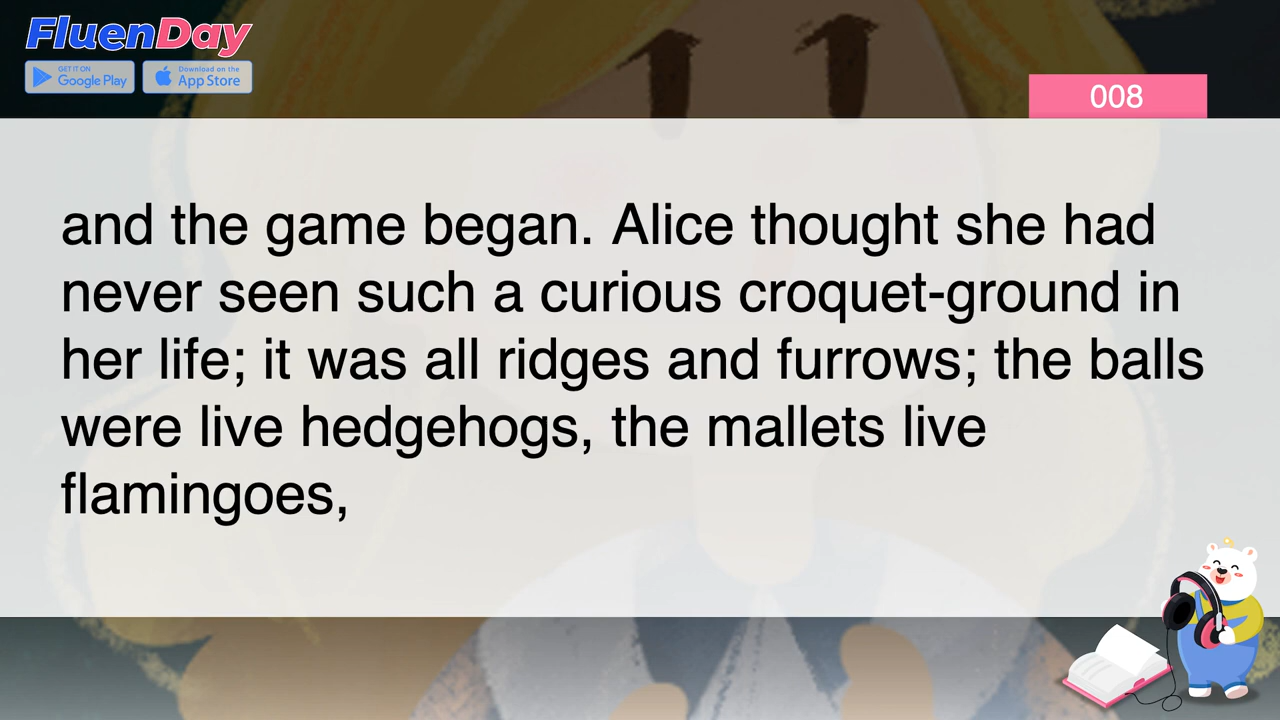 FluenDay
GET IT ON
Google Play
Download on the
App Store
008
and the game began. Alice thought she had
never seen such a curious croquet-ground in
her life; it was all ridges and furrows; the balls
were live hedgehogs, the mallets live
flamingoes,